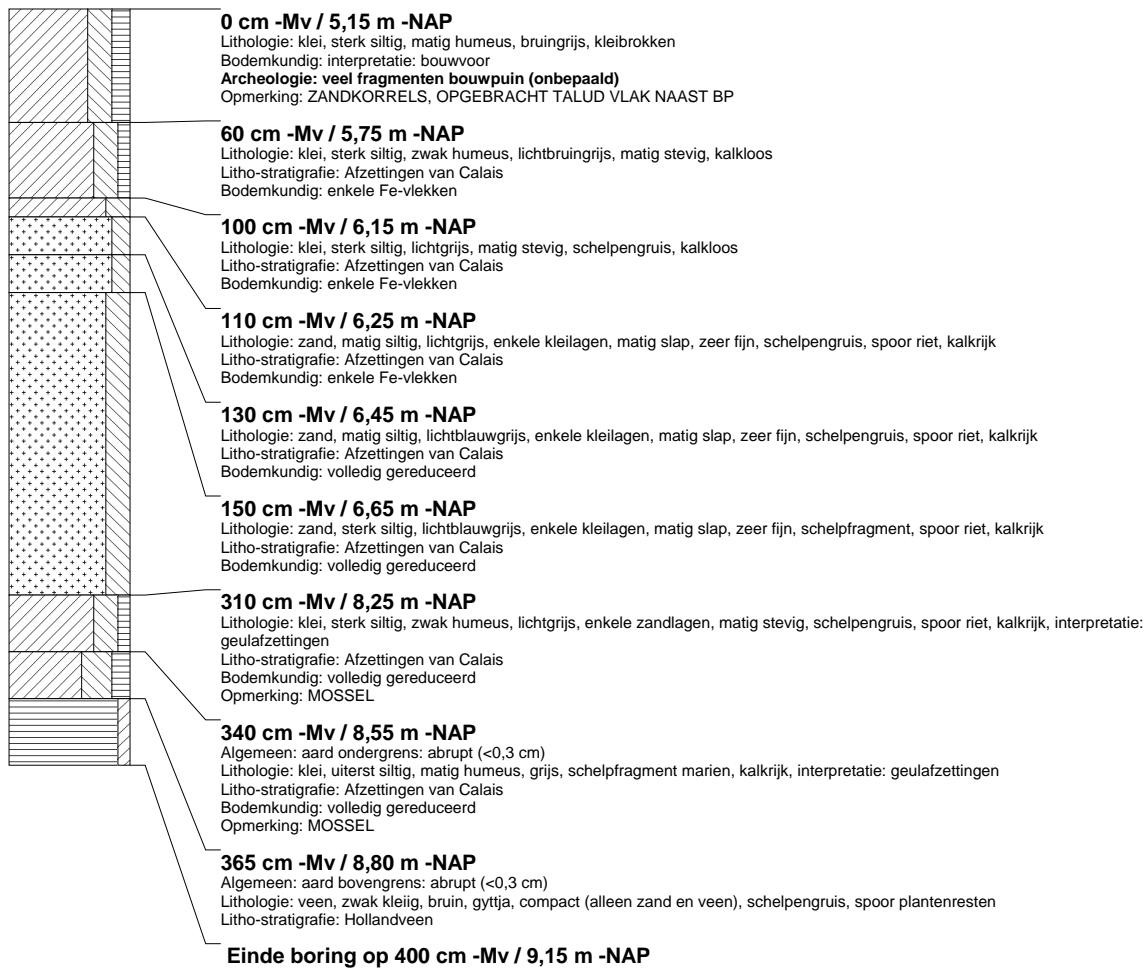 0 cm -Mv / 5,15 m -NAP
Lithologie: klei, sterk siltig, matig humeus, bruingrijs, kleibrokken
Bodemkundig: interpretatie: bouwvoor
Archeologie: veel fragmenten bouwpuin (onbepaald)
Opmerking: ZANDKORRELS, OPGEBRACHT TALUD VLAK NAAST BP
60 cm -Mv / 5,75 m -NAP
Lithologie: klei, sterk siltig, zwak humeus, lichtbruingrijs, matig stevig, kalkloos
Litho-stratigrafie: Afzettingen van Calais
Bodemkundig: enkele Fe-vlekken
100 cm -Mv / 6,15 m -NAP
Lithologie: klei, sterk siltig, lichtgrijs, matig stevig, schelpengruis, kalkloos
Litho-stratigrafie: Afzettingen van Calais
Bodemkundig: enkele Fe-vlekken
110 cm -Mv / 6,25 m -NAP
Lithologie: zand, matig siltig, lichtgrijs, enkele kleilagen, matig slap, zeer fijn, schelpengruis, spoor riet, kalkrijk
Litho-stratigrafie: Afzettingen van Calais
Bodemkundig: enkele Fe-vlekken
130 cm -Mv / 6,45 m -NAP
Lithologie: zand, matig siltig, lichtblauwgrijs, enkele kleilagen, matig slap, zeer fijn, schelpengruis, spoor riet, kalkrijk
Litho-stratigrafie: Afzettingen van Calais
Bodemkundig: volledig gereduceerd
150 cm -Mv / 6,65 m -NAP
Lithologie: zand, sterk siltig, lichtblauwgrijs, enkele kleilagen, matig slap, zeer fijn, schelpfragment, spoor riet, kalkrijk
Litho-stratigrafie: Afzettingen van Calais
Bodemkundig: volledig gereduceerd
310 cm -Mv / 8,25 m -NAP
Lithologie: klei, sterk siltig, zwak humeus, lichtgrijs, enkele zandlagen, matig stevig, schelpengruis, spoor riet, kalkrijk, interpretatie:
geulafzettingen
Litho-stratigrafie: Afzettingen van Calais
Bodemkundig: volledig gereduceerd
Opmerking: MOSSEL
340 cm -Mv / 8,55 m -NAP
Algemeen: aard ondergrens: abrupt (<0,3 cm)
Lithologie: klei, uiterst siltig, matig humeus, grijs, schelpfragment marien, kalkrijk, interpretatie: geulafzettingen
Litho-stratigrafie: Afzettingen van Calais
Bodemkundig: volledig gereduceerd
Opmerking: MOSSEL
365 cm -Mv / 8,80 m -NAP
Algemeen: aard bovengrens: abrupt (<0,3 cm)
Lithologie: veen, zwak kleiig, bruin, gyttja, compact (alleen zand en veen), schelpengruis, spoor plantenresten
Litho-stratigrafie: Hollandveen
Einde boring op 400 cm -Mv / 9,15 m -NAP